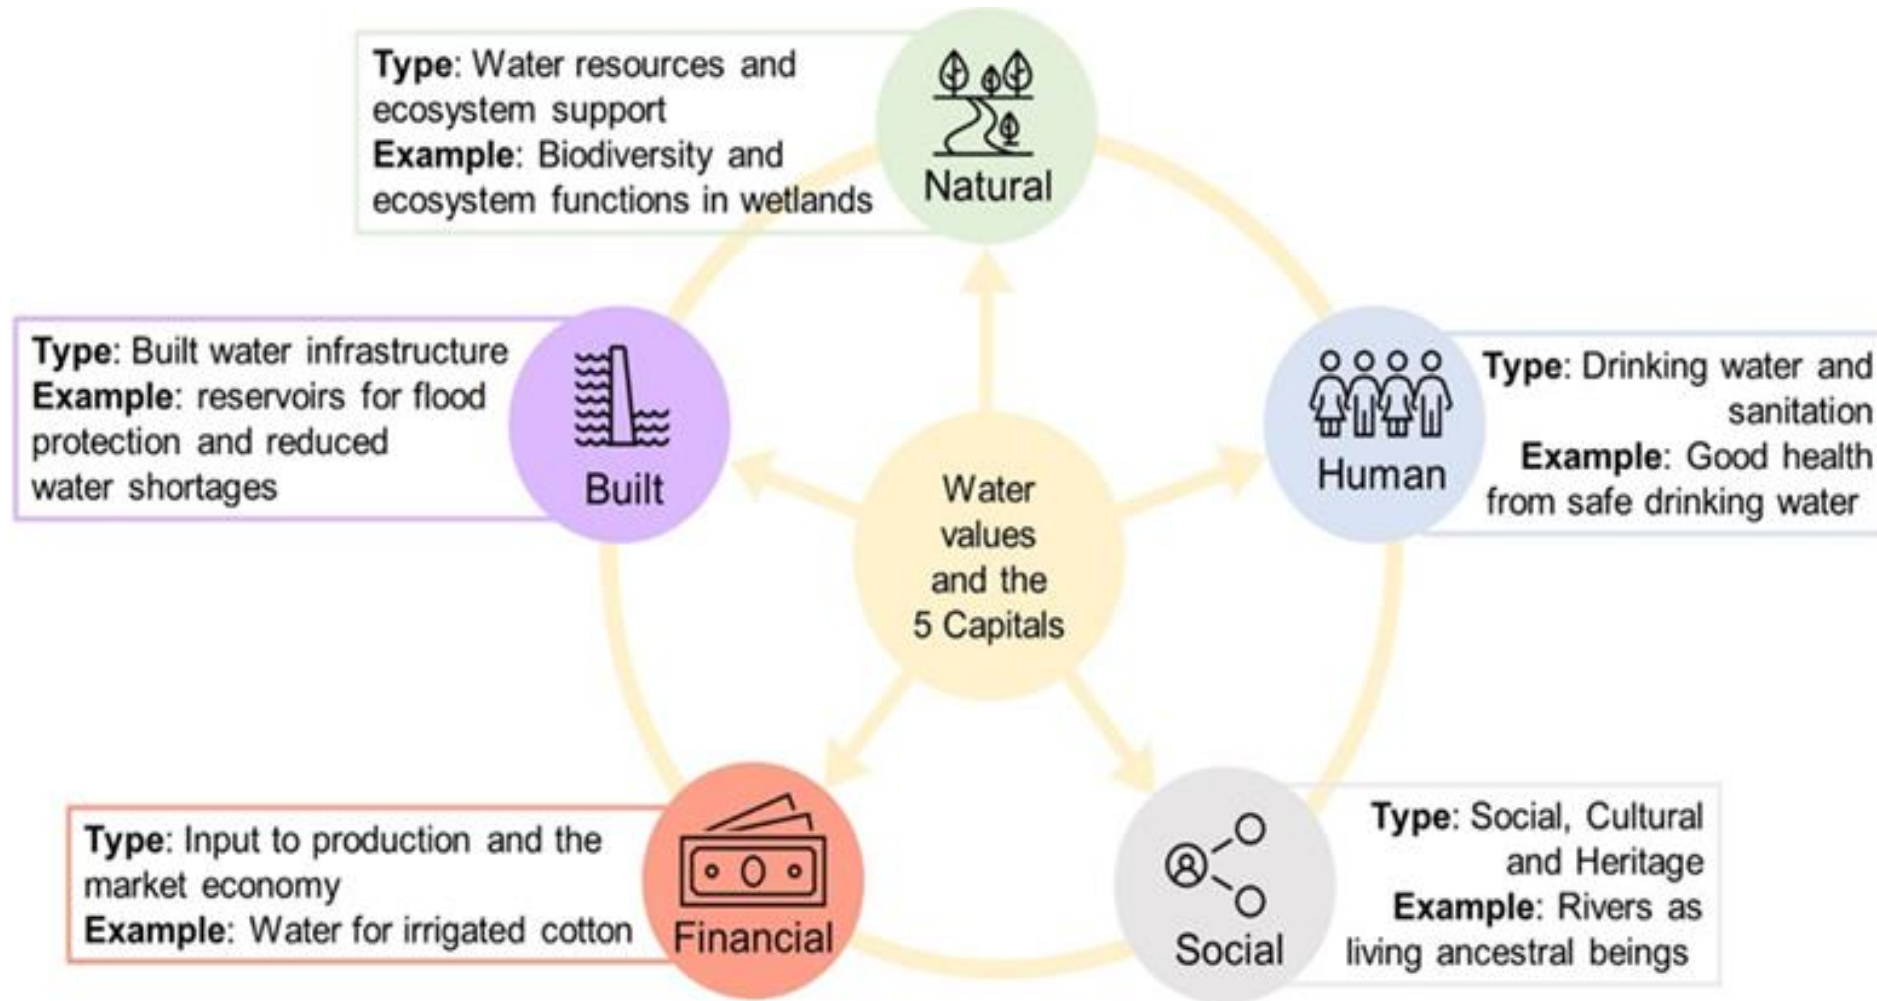 Type: Water resources and
ecosystem support
Example: Biodiversity and
ecosystem functions in wetlands
Natural
Type: Built water infrastructure
Example: reservoirs for flood
protection and reduced
water shortages
Built
Type: Drinking water and
sanitation
Example: Good health
from safe drinking water
Human
Water
values
and the
5 Capitals
Type: Input to production and the
market economy
Example: Water for irrigated cotton
Financial
Type: Social, Cultural
and Heritage
Example: Rivers as
living ancestral beings
Social